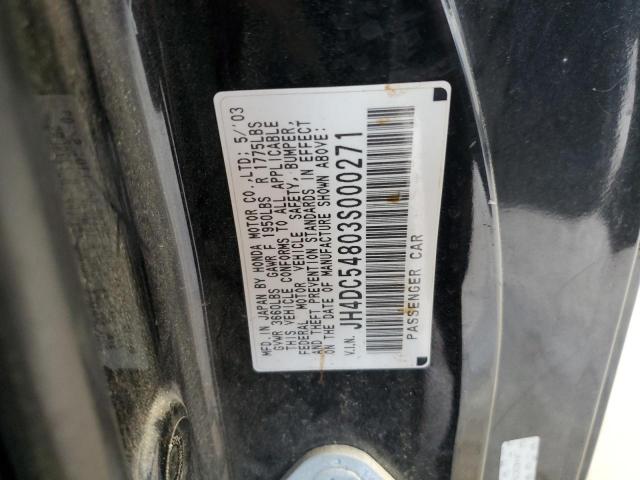 MFD. IN JAPAN BY HONDA MOTOR CO.,LTD; 5/'03
GVWR 3660LBS GAWR F 1950LBS R 1775LBS
THIS VEHICLE CONFORMS TO ALL APPLICABLE
FEDERAL MOTOR VEHICLE SAFETY, BUMPER,
AND THEFT PREVENTION STANDARDS IN EFFECT
ON THE DATE OF MANUFACTURE SHOWN ABOVE:
V.I.N. JH4DC54803S000271
PASSENGER CAR